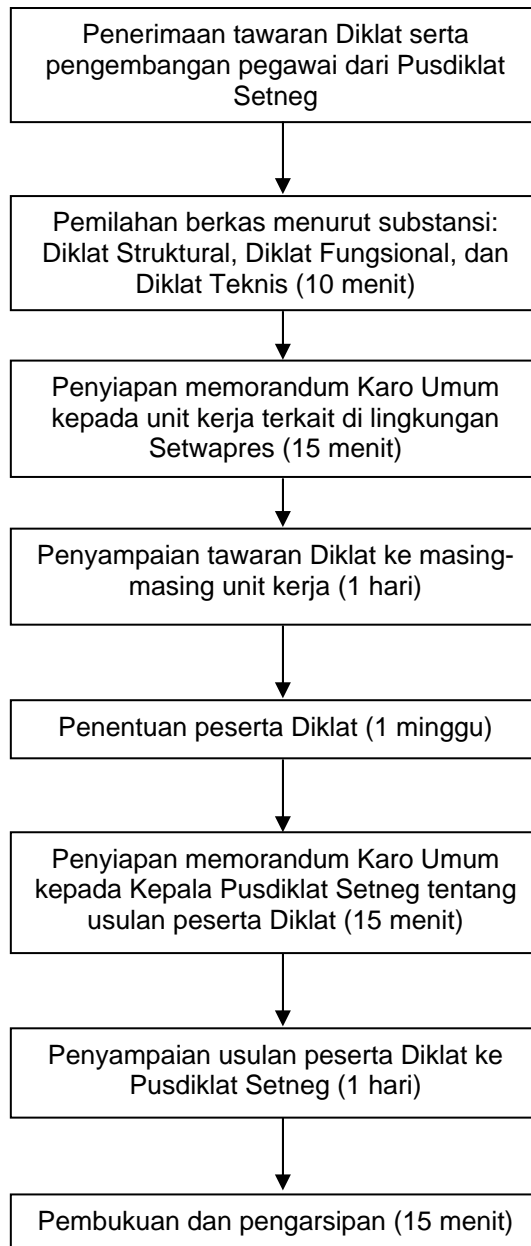 Penerimaan tawaran Diklat serta
pengembangan pegawai dari Pusdiklat
Setneg
Pemilahan berkas menurut substansi:
Diklat Struktural, Diklat Fungsional, dan
Diklat Teknis (10 menit)
Penyiapan memorandum Karo Umum
kepada unit kerja terkait di lingkungan
Setwapres (15 menit)
Penyampaian tawaran Diklat ke masing-
masing unit kerja (1 hari)
Penentuan peserta Diklat (1 minggu)
Penyiapan memorandum Karo Umum
kepada Kepala Pusdiklat Setneg tentang
usulan peserta Diklat (15 menit)
Penyampaian usulan peserta Diklat ke
Pusdiklat Setneg (1 hari)
Pembukuan dan pengarsipan (15 menit)